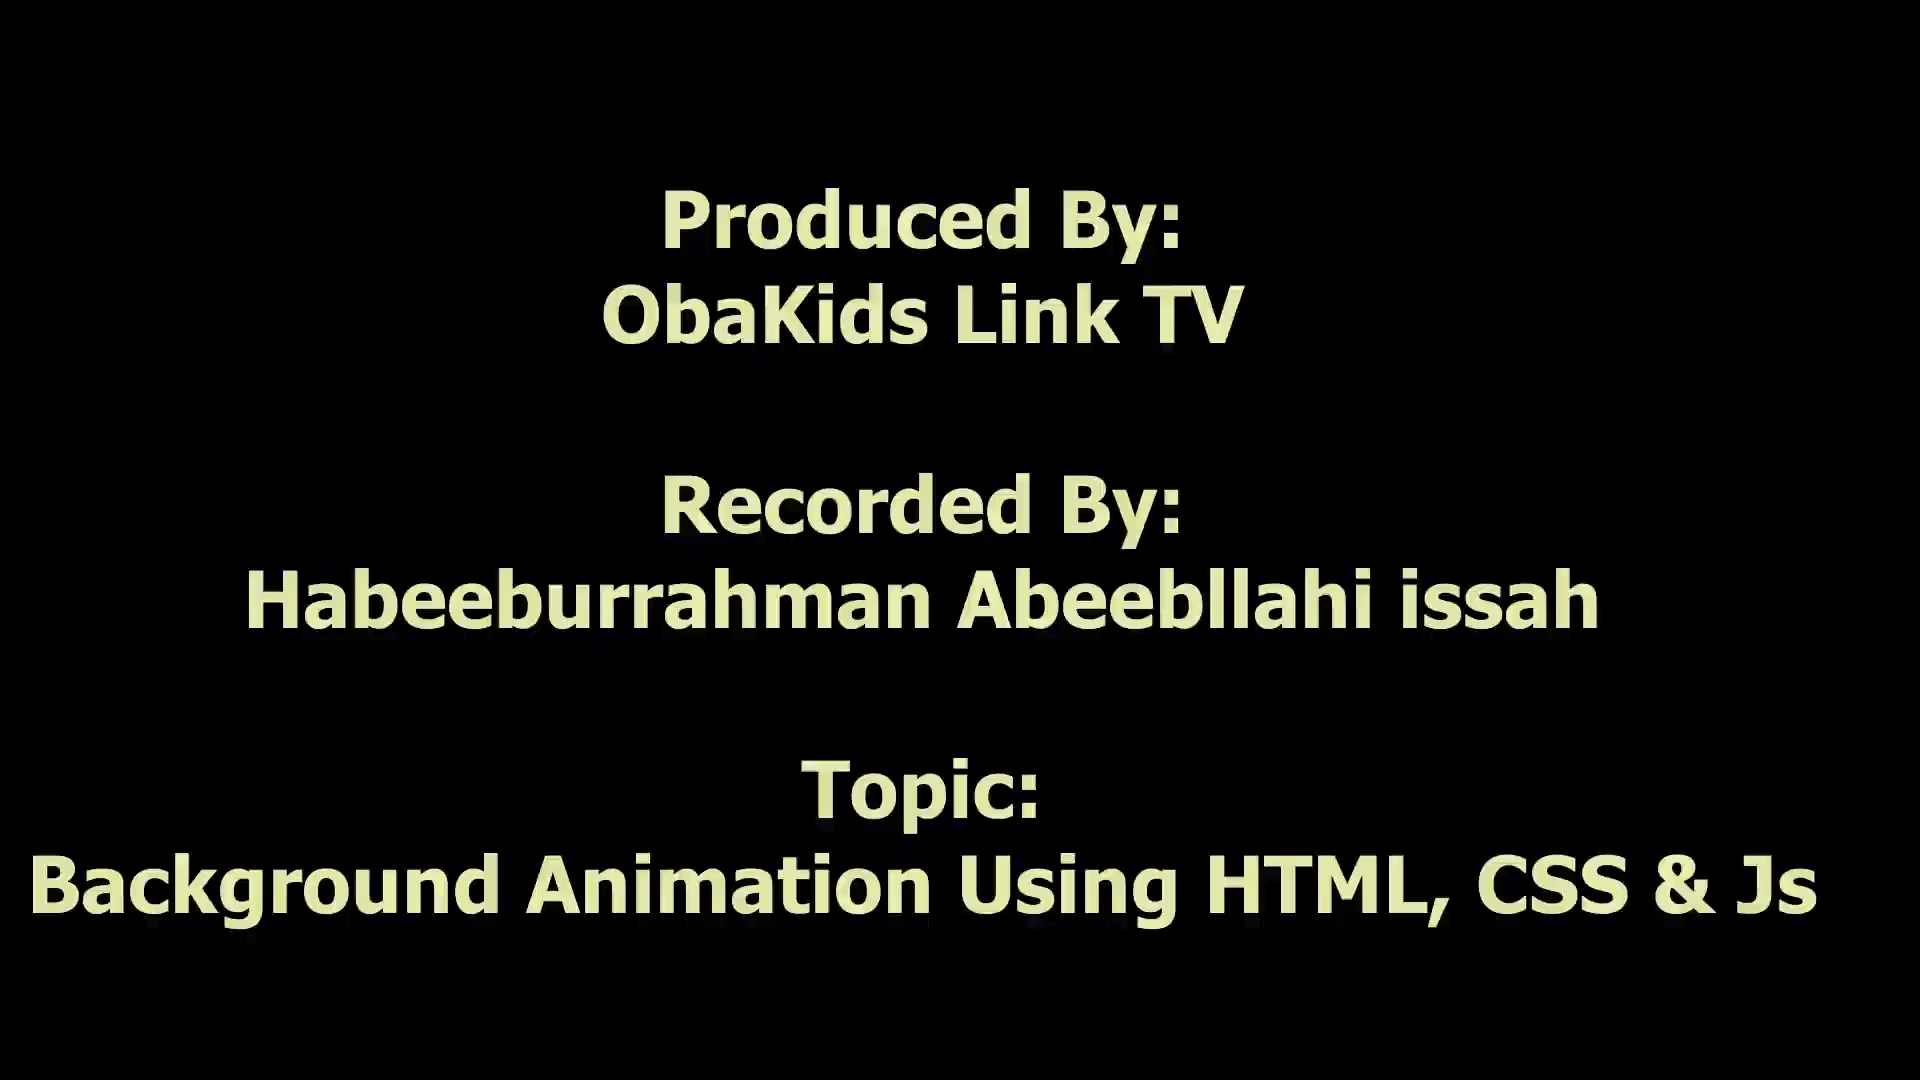 Produced By:
ObaKids Link TV
Recorded By:
Habeeburrahman Abeebllahi issah
Topic:
Background Animation Using HTML, CSS & Js